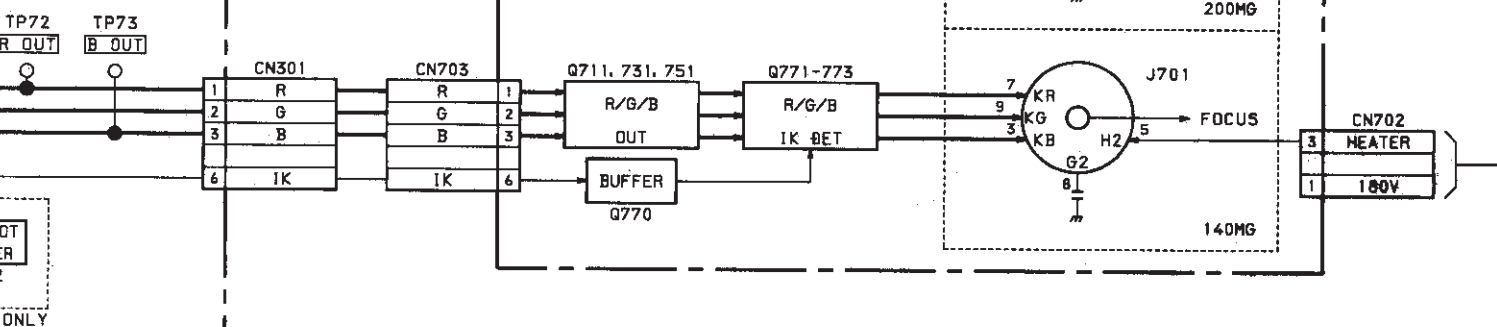 200MG
TP72
TP73
R OUT
B OUT
CN301
CN703
Q711, 731, 751
Q771-773
J701
1 R
R 1
R/G/B
OUT
R/G/B
IK DET
7 KR
9 KG
3 KB
FOCUS
H2 5
G2
8
2 G
G 2
3 B
B 3
6 IK
IK 6
BUFFER
Q770
CN702
3 HEATER
1 180V
140MG
OT
ER
ONLY